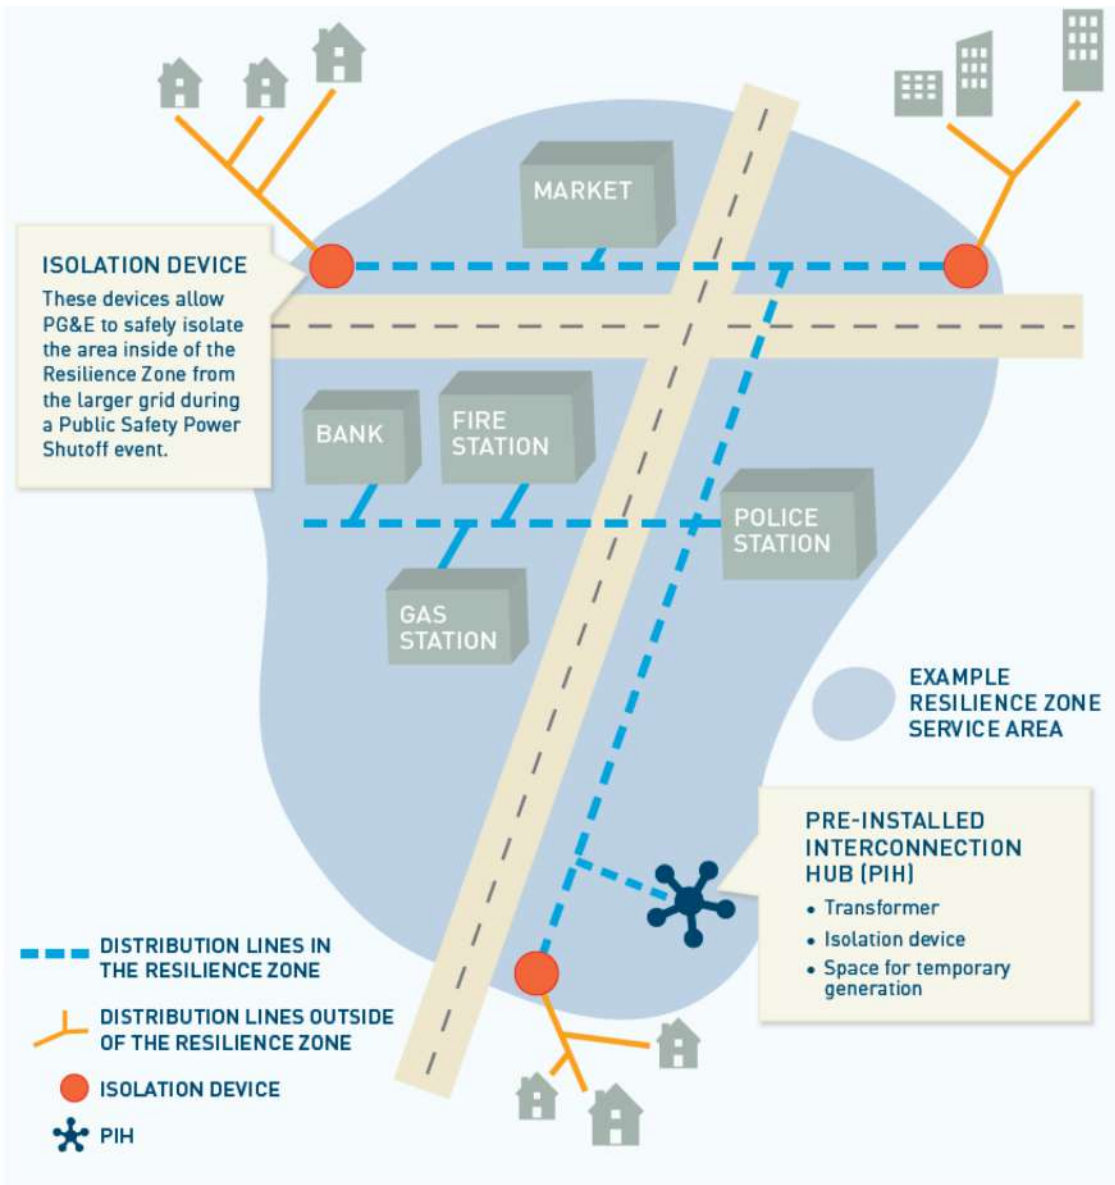 MARKET
ISOLATION DEVICE
These devices allow
PG&E to safely isolate
the area inside of the
Resilience Zone from
the larger grid during
a Public Safety Power
Shutoff event.
BANK
FIRE
STATION
POLICE
STATION
GAS
STATION
EXAMPLE
RESILIENCE ZONE
SERVICE AREA
PRE-INSTALLED
INTERCONNECTION
HUB (PIH)
• Transformer
• Isolation device
• Space for temporary
generation
DISTRIBUTION LINES IN
THE RESILIENCE ZONE
DISTRIBUTION LINES OUTSIDE
OF THE RESILIENCE ZONE
ISOLATION DEVICE
PIH